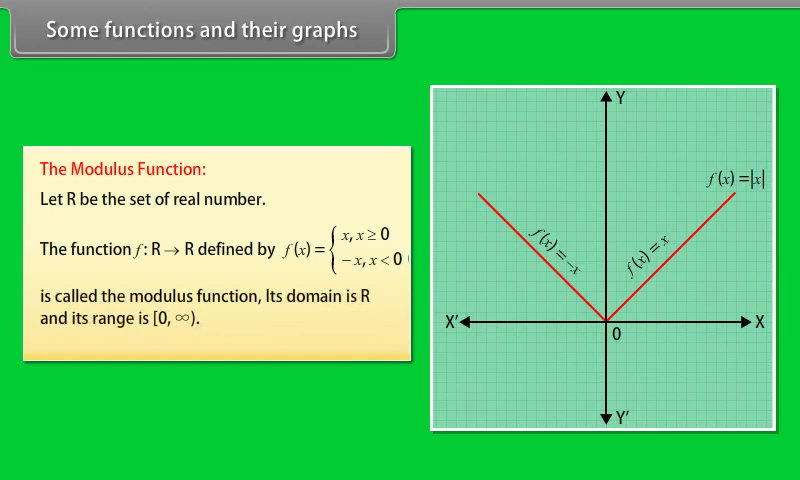 Some functions and their graphs
The Modulus Function:
Let R be the set of real number.
The function f : R → R defined by f(x) = { x, x ≥ 0
− x, x < 0
is called the modulus function, Its domain is R
and its range is [0, ∞).
Y
f(x) = |x|
f(x) = −x
f(x) = x
X′
X
0
Y′